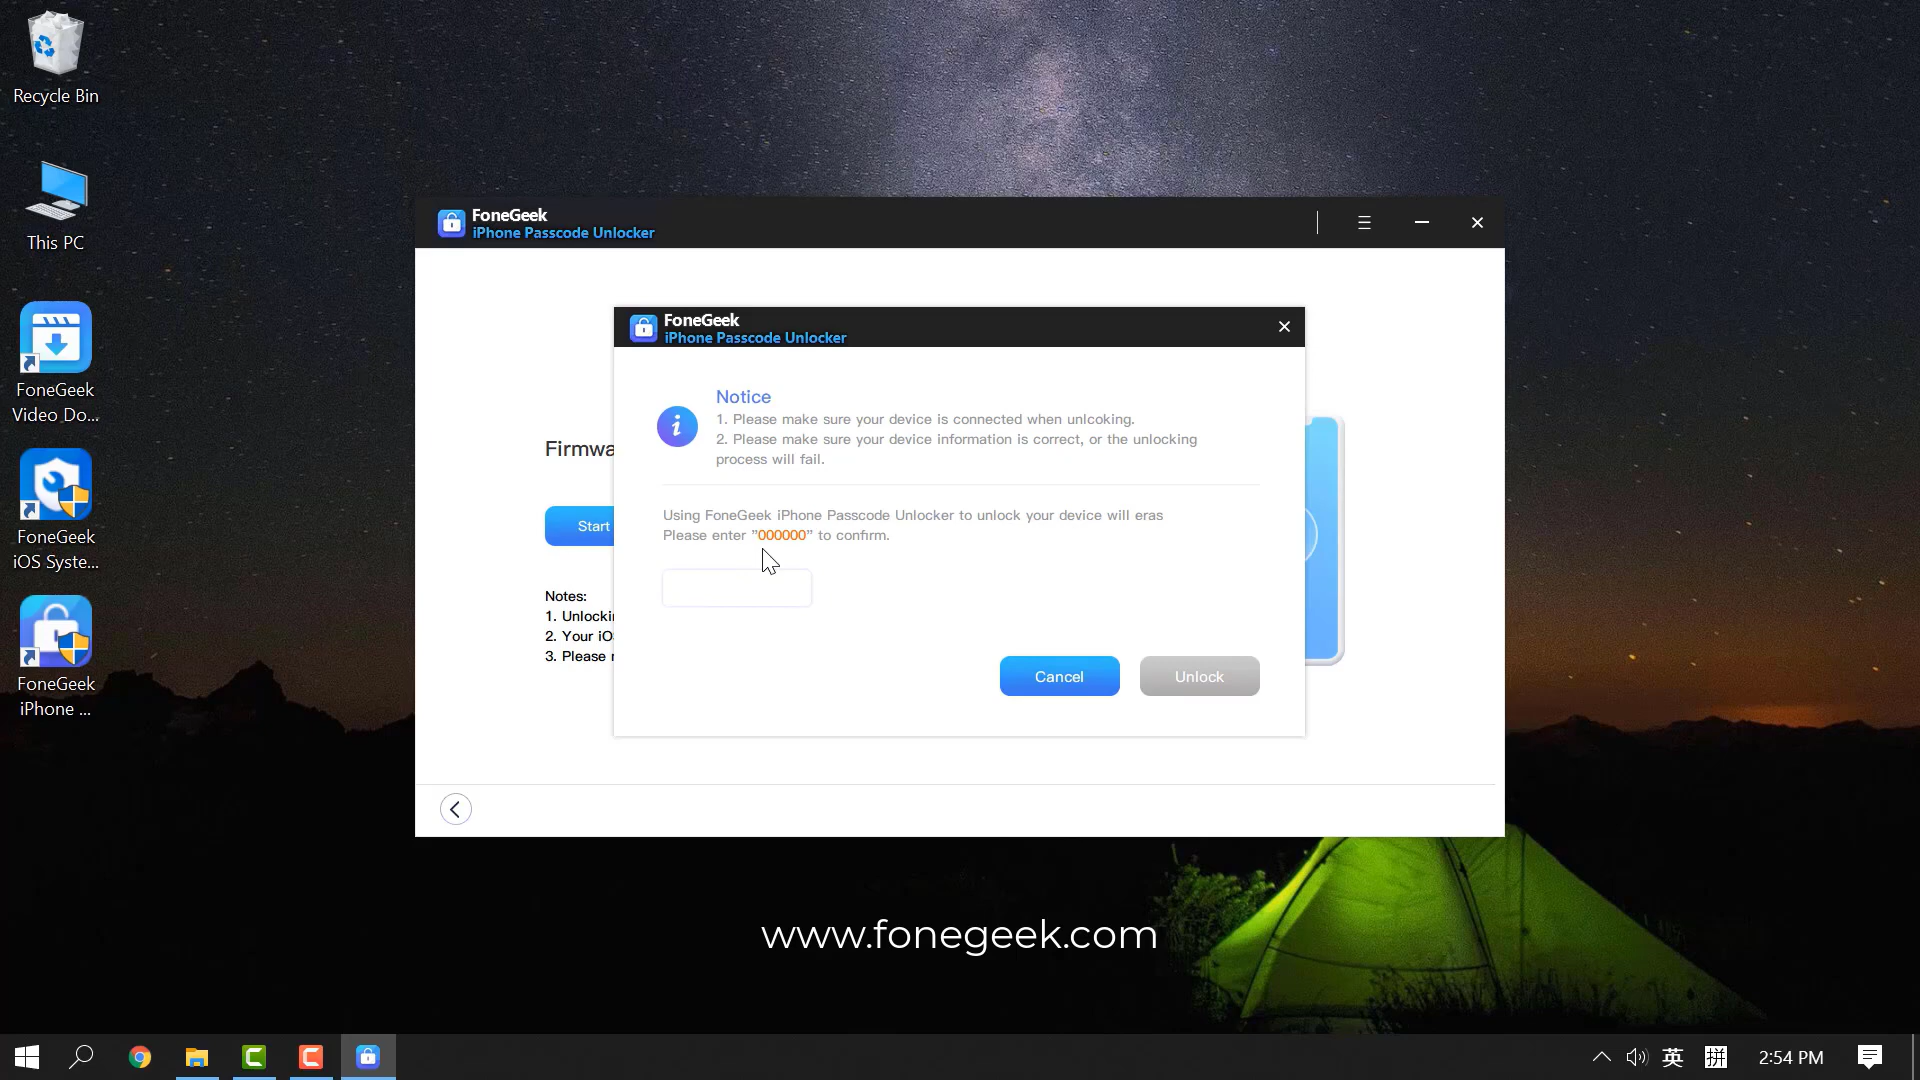 Recycle Bin
This PC
FoneGeek
Video Do...
FoneGeek
iOS Syste...
FoneGeek
iPhone ...
FoneGeek
iPhone Passcode Unlocker
FoneGeek
iPhone Passcode Unlocker
Notice
1. Please make sure your device is connected when unlcoking.
2. Please make sure your device information is correct, or the unlocking
process will fail.
Using FoneGeek iPhone Passcode Unlocker to unlock your device will eras
Please enter "000000" to confirm.
Cancel
Unlock
Firmwa
Start
Notes:
1. Unlocki
2. Your iO
3. Please
www.fonegeek.com
英
拼
2:54 PM